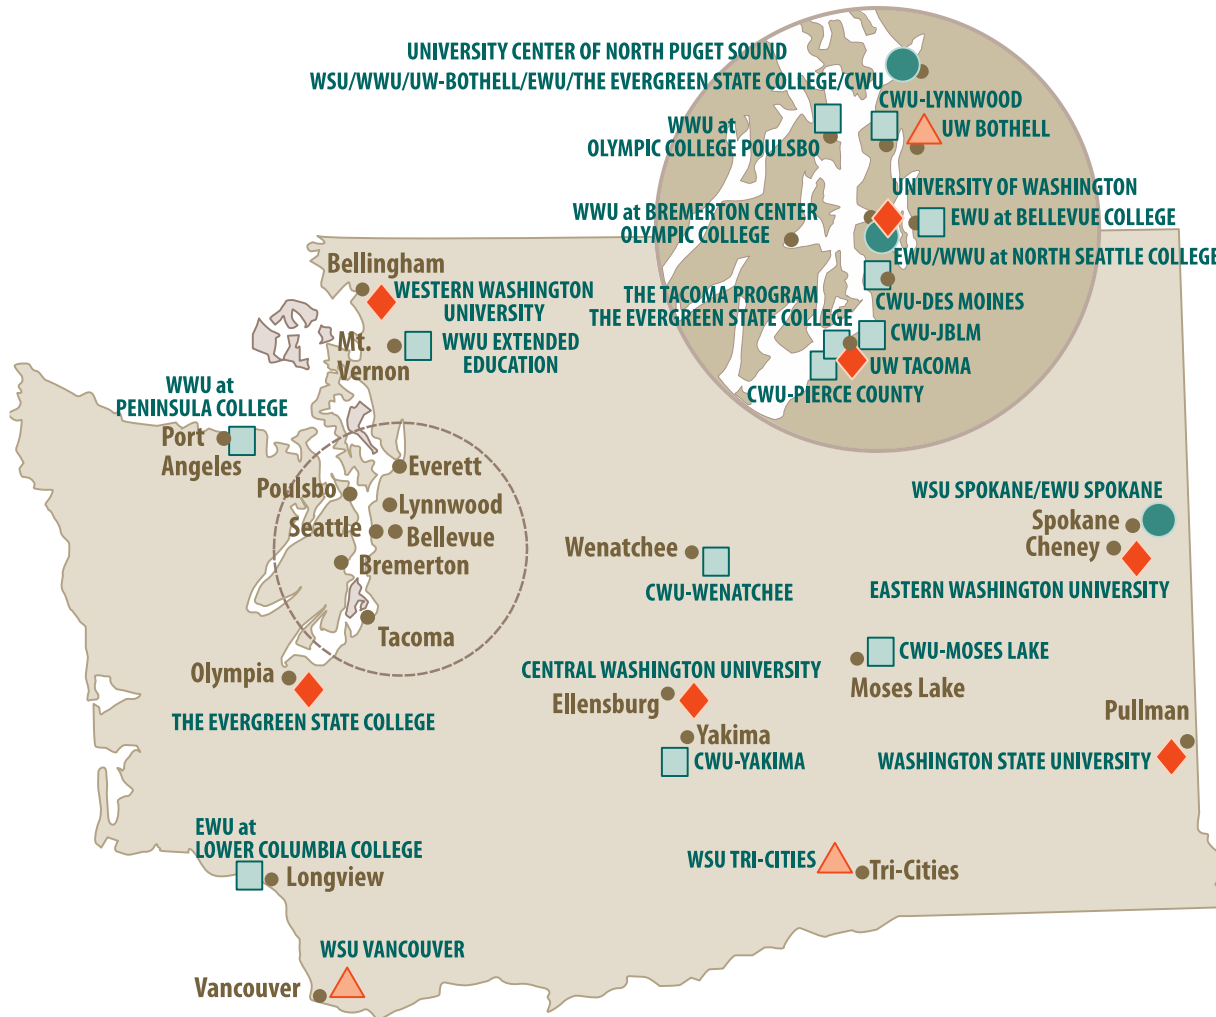 UNIVERSITY CENTER OF NORTH PUGET SOUND
WSU/WWU/UW-BOTHELL/EWU/THE EVERGREEN STATE COLLEGE/CWU
CWU-LYNNWOOD
WWU at
OLYMPIC COLLEGE POULSBO
UW BOTHELL
UNIVERSITY OF WASHINGTON
WWU at BREMERTON CENTER
OLYMPIC COLLEGE
EWU at BELLEVUE COLLEGE
EWU/WWU at NORTH SEATTLE COLLEGE
CWU-DES MOINES
THE TACOMA PROGRAM
THE EVERGREEN STATE COLLEGE
CWU-JBLM
UW TACOMA
CWU-PIERCE COUNTY
Bellingham
WESTERN WASHINGTON
UNIVERSITY
Mt.
Vernon
WWU EXTENDED
EDUCATION
WWU at
PENINSULA COLLEGE
Port
Angeles
Everett
Poulsbo
Lynnwood
Seattle
Bellevue
Bremerton
Tacoma
WSU SPOKANE/EWU SPOKANE
Spokane
Cheney
EASTERN WASHINGTON UNIVERSITY
Wenatchee
CWU-WENATCHEE
CWU-MOSES LAKE
Moses Lake
Olympia
THE EVERGREEN STATE COLLEGE
CENTRAL WASHINGTON UNIVERSITY
Ellensburg
Yakima
CWU-YAKIMA
Pullman
WASHINGTON STATE UNIVERSITY
EWU at
LOWER COLUMBIA COLLEGE
Longview
WSU TRI-CITIES
Tri-Cities
WSU VANCOUVER
Vancouver